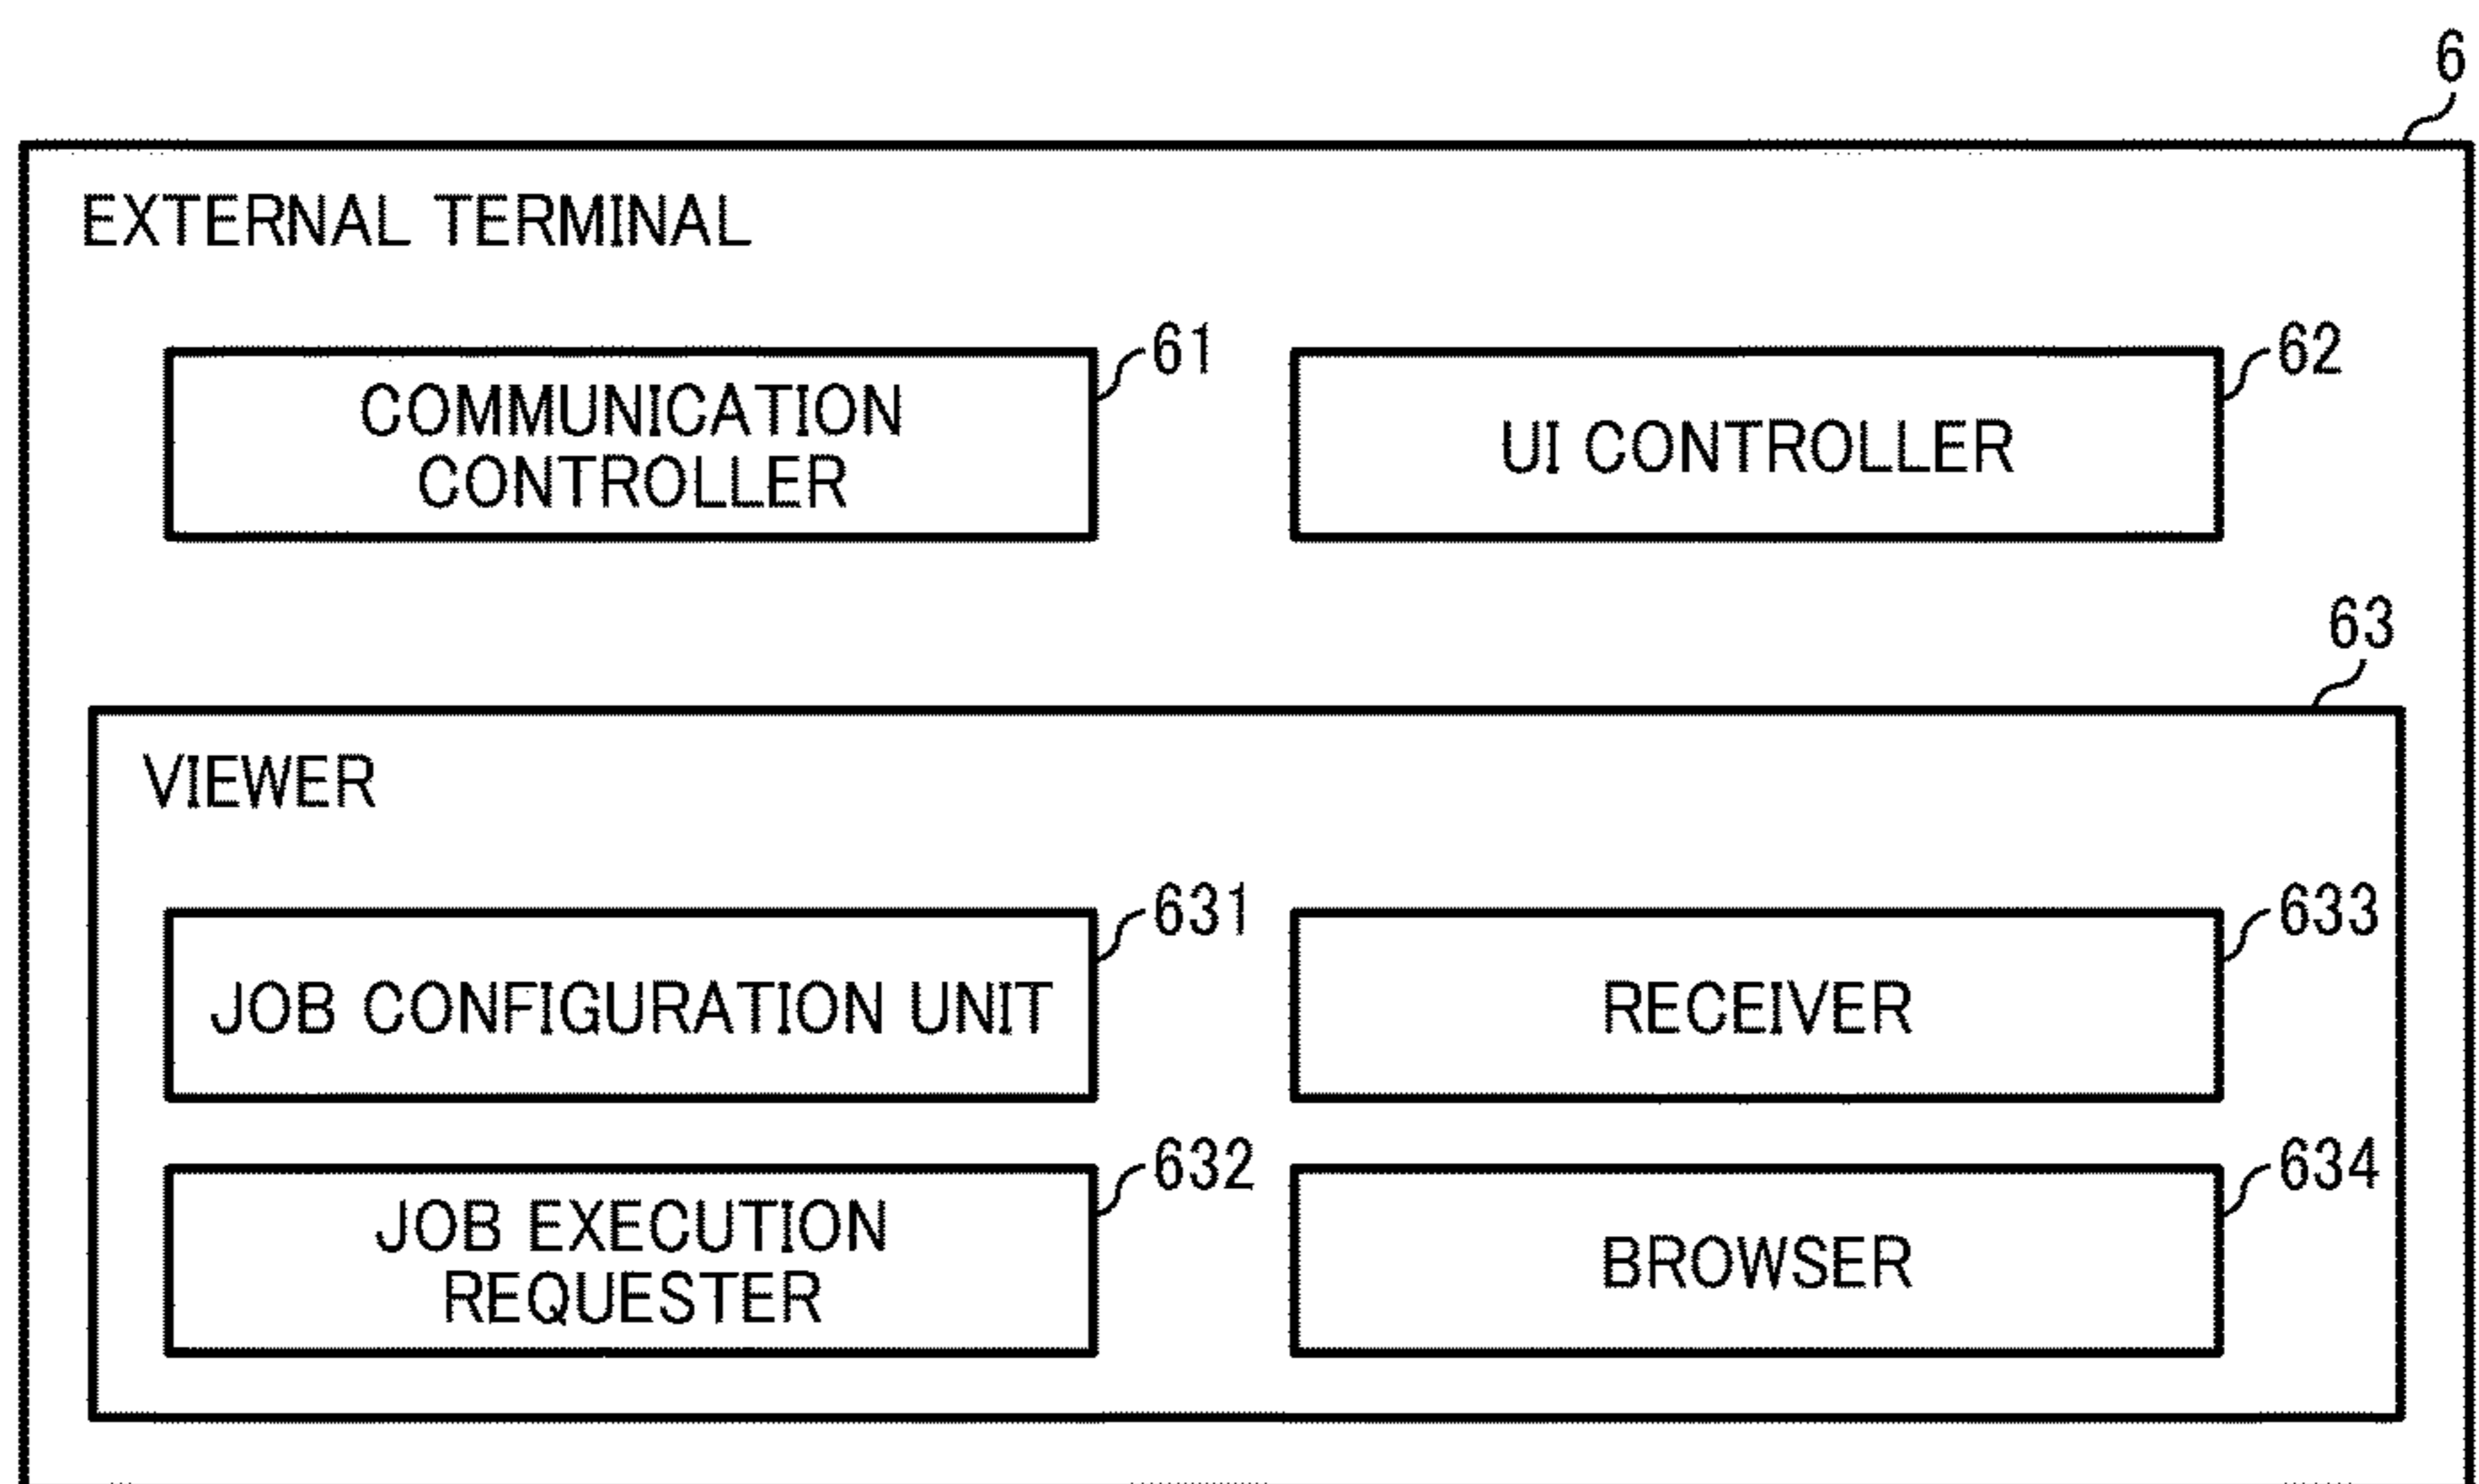 6
EXTERNAL TERMINAL
61
COMMUNICATION
CONTROLLER
62
UI CONTROLLER
63
VIEWER
631
JOB CONFIGURATION UNIT
633
RECEIVER
632
JOB EXECUTION
REQUESTER
634
BROWSER